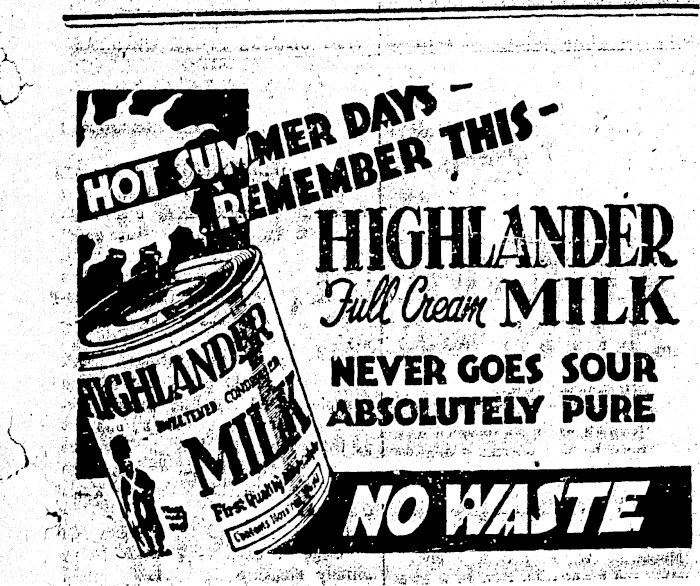 HOT SUMMER DAYS -
REMEMBER THIS -
HIGHLANDER
Full Cream MILK
NEVER GOES SOUR
ABSOLUTELY PURE
NO WASTE
HIGHLANDER
MILK
First Quality
Contents